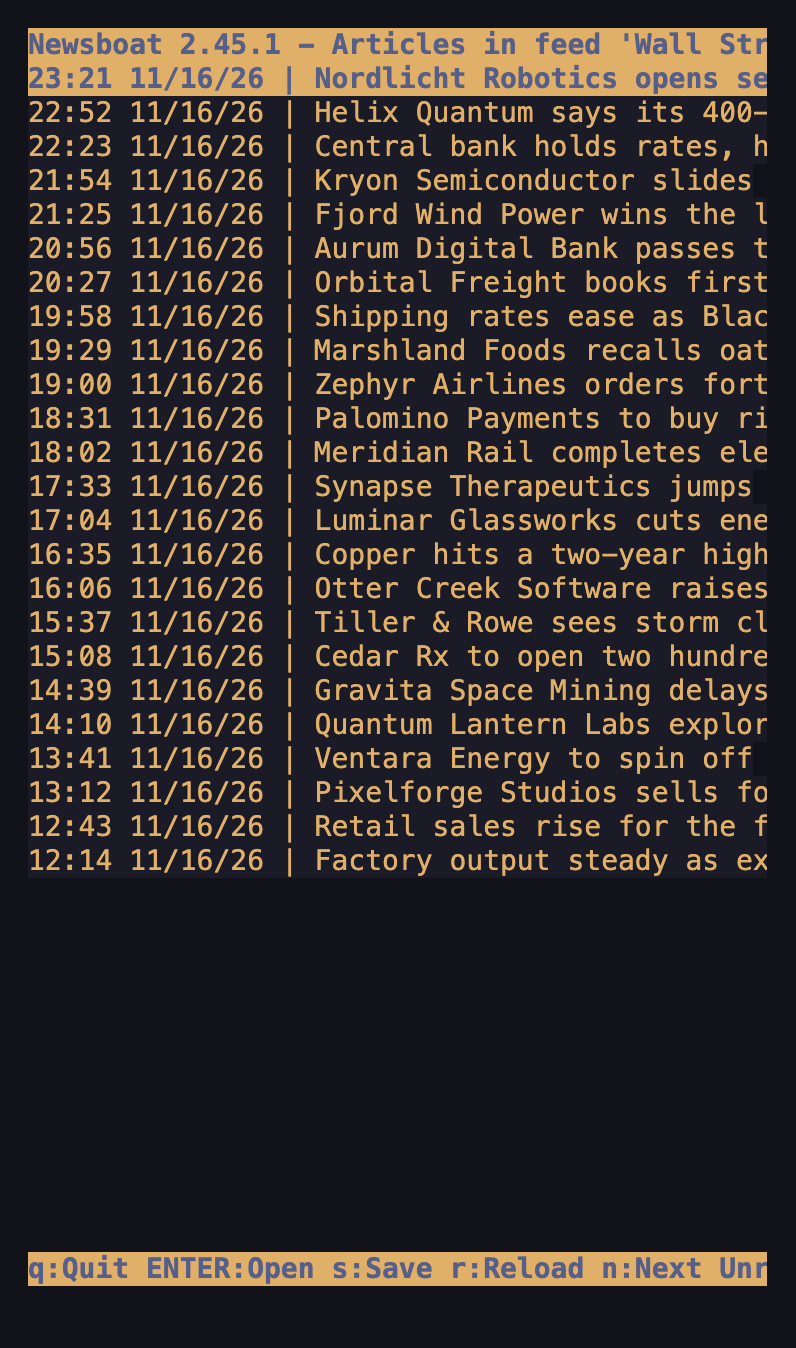 Newsboat 2.45.1 – Articles in feed 'Wall Str
23:21 11/16/26 | Nordlicht Robotics opens se
22:52 11/16/26 | Helix Quantum says its 400–
22:23 11/16/26 | Central bank holds rates, h
21:54 11/16/26 | Kryon Semiconductor slides
21:25 11/16/26 | Fjord Wind Power wins the l
20:56 11/16/26 | Aurum Digital Bank passes t
20:27 11/16/26 | Orbital Freight books first
19:58 11/16/26 | Shipping rates ease as Blac
19:29 11/16/26 | Marshland Foods recalls oat
19:00 11/16/26 | Zephyr Airlines orders fort
18:31 11/16/26 | Palomino Payments to buy ri
18:02 11/16/26 | Meridian Rail completes ele
17:33 11/16/26 | Synapse Therapeutics jumps
17:04 11/16/26 | Luminar Glassworks cuts ene
16:35 11/16/26 | Copper hits a two–year high
16:06 11/16/26 | Otter Creek Software raises
15:37 11/16/26 | Tiller & Rowe sees storm cl
15:08 11/16/26 | Cedar Rx to open two hundre
14:39 11/16/26 | Gravita Space Mining delays
14:10 11/16/26 | Quantum Lantern Labs explor
13:41 11/16/26 | Ventara Energy to spin off
13:12 11/16/26 | Pixelforge Studios sells fo
12:43 11/16/26 | Retail sales rise for the f
12:14 11/16/26 | Factory output steady as ex
q:Quit ENTER:Open s:Save r:Reload n:Next Unr